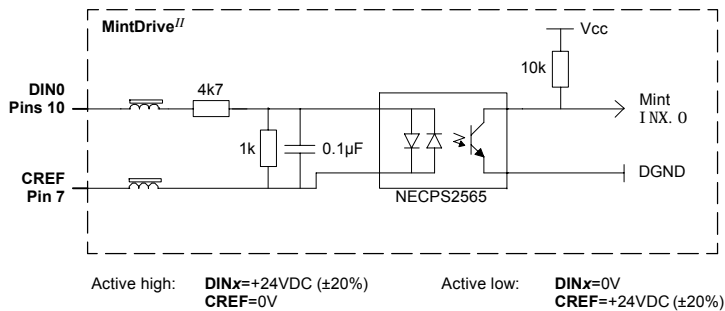 MintDrive II
Vcc
DIN0
Pins 10
4k7
10k
Mint
INX.0
1k
0.1µF
CREF
Pin 7
DGND
NECPS2565
Active high: DINx=+24VDC (±20%) Active low: DINx=0V
CREF=0V CREF=+24VDC (±20%)